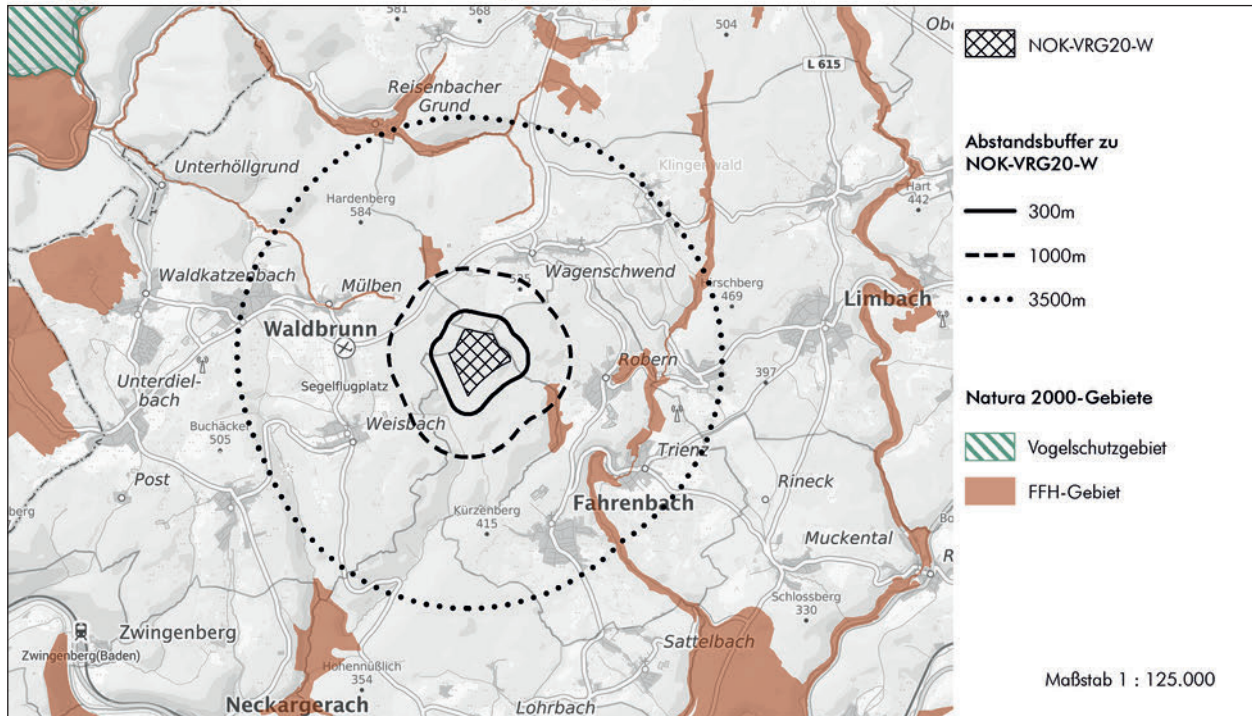 581
568
504
Obe
L 615
Reisenbacher
Grund
Klingenwald
Unterhöllgrund
Hart
442
Hardenberg
584
Wagenschwend
535
Waldkatzenbach
Mülben
469
Limbach
Waldbrunn
Robern
Segelflugplatz
397
Unterdiel-
bach
Buchäcker
505
Weisbach
Trienz
Post
Rineck
berg
Kürzenberg
415
Fahrenbach
Bo
Muckental
R
Schlossberg
330
Zwingenberg
Sattelbach
Zwingenberg(Baden)
Hohennüßlich
354
Neckargerach
Lohrbach
NOK-VRG20-W
Abstandsbuffer zu
NOK-VRG20-W
300m
1000m
3500m
Natura 2000-Gebiete
Vogelschutzgebiet
FFH-Gebiet
Maßstab 1 : 125.000